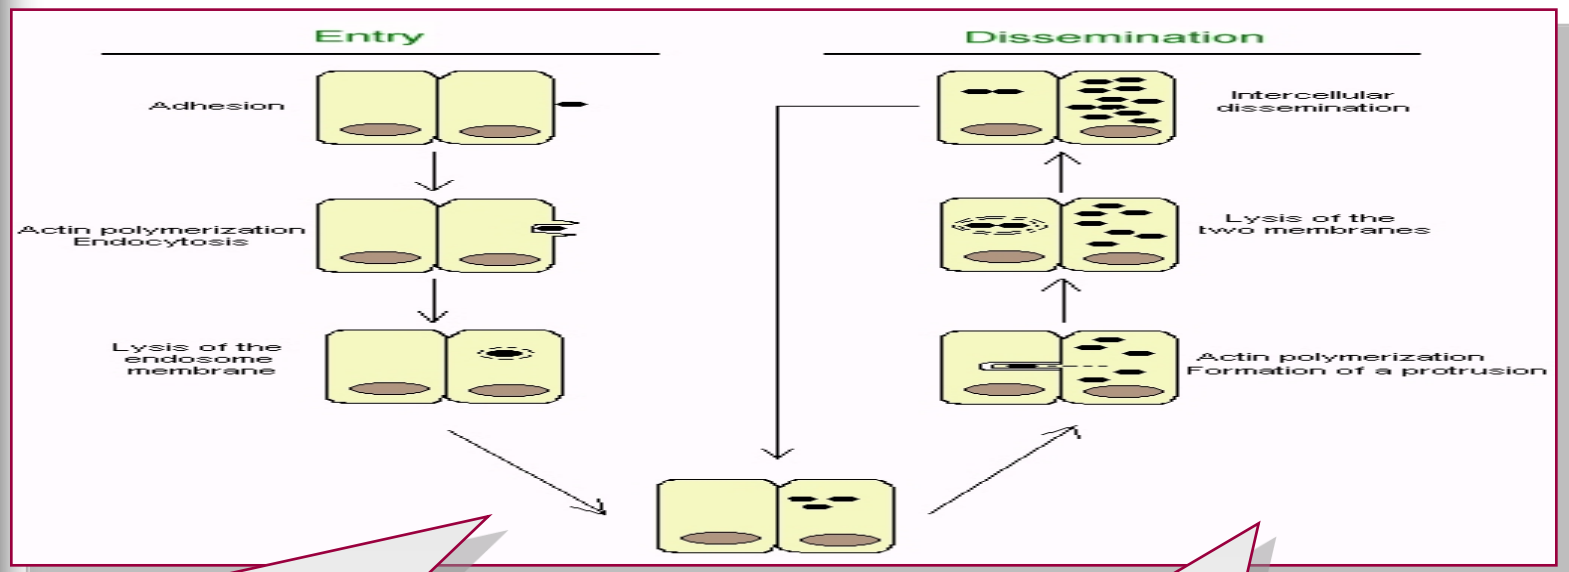 Entry
Adhesion
Actin polymerization
Endocytosis
Lysis of the
endosome
membrane
Dissemination
Intercellular
dissemination
Lysis of the
two membranes
Actin polymerization
Formation of a protrusion